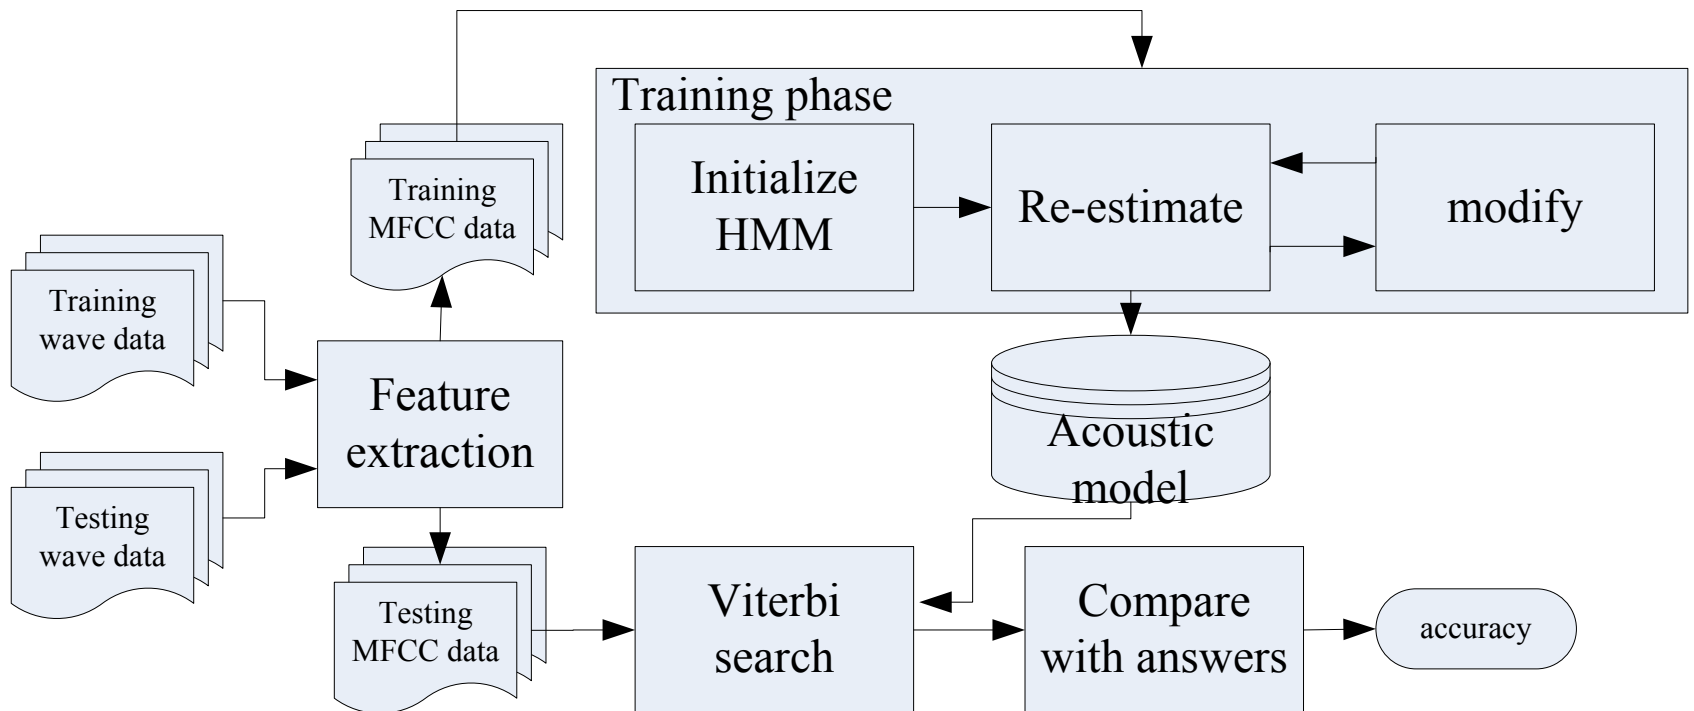 Training phase
Training
MFCC data
Initialize
HMM
Re-estimate
modify
Training
wave data
Feature
extraction
Acoustic
model
Testing
wave data
Testing
MFCC data
Viterbi
search
Compare
with answers
accuracy